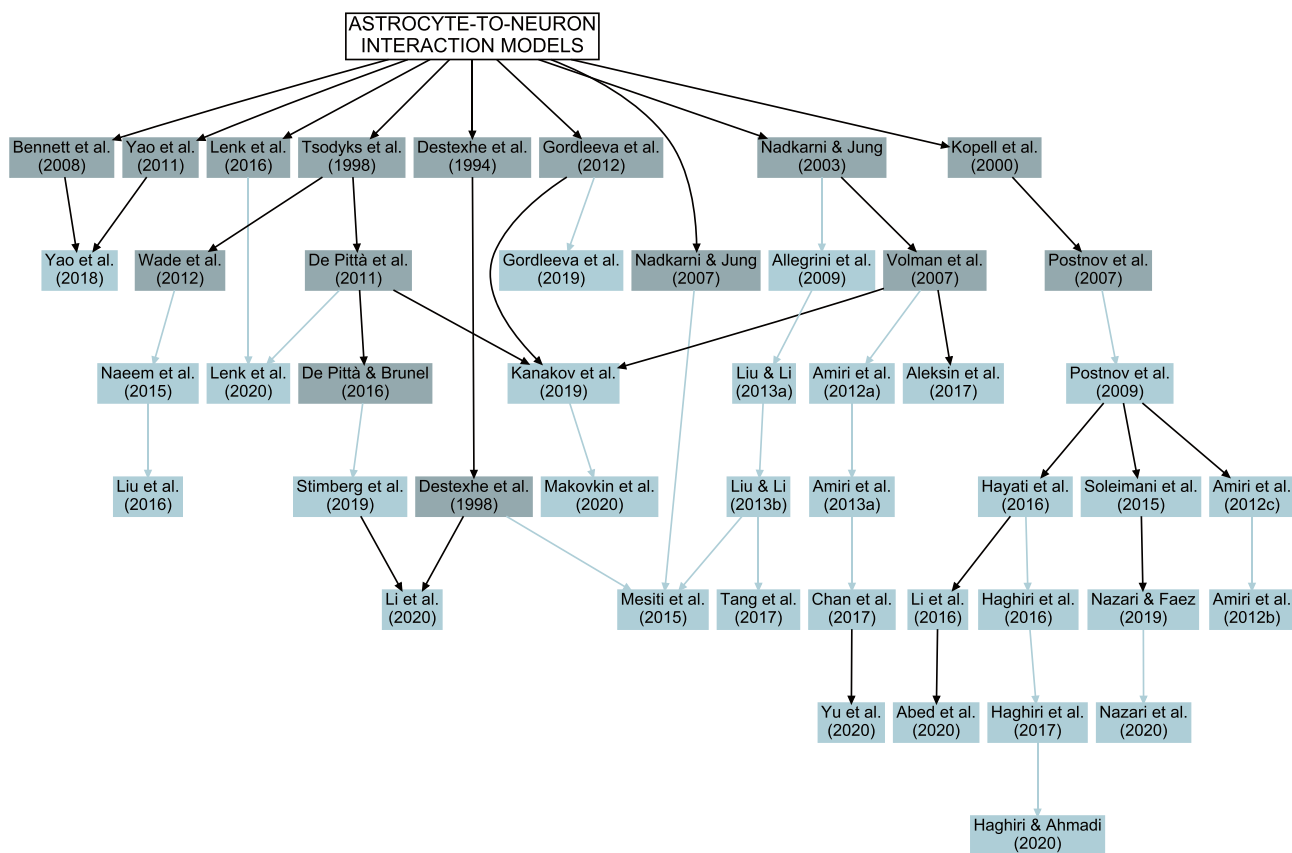 ASTROCYTE-TO-NEURON
INTERACTION MODELS
Bennett et al.
(2008)
Yao et al.
(2011)
Lenk et al.
(2016)
Tsodyks et al.
(1998)
Destexhe et al.
(1994)
Gordleeva et al.
(2012)
Nadkarni & Jung
(2003)
Kopell et al.
(2000)
Yao et al.
(2018)
Wade et al.
(2012)
De Pittà et al.
(2011)
Gordleeva et al.
(2019)
Nadkarni & Jung
(2007)
Allegrini et al.
(2009)
Volman et al.
(2007)
Postnov et al.
(2007)
Naeem et al.
(2015)
Lenk et al.
(2020)
De Pittà & Brunel
(2016)
Kanakov et al.
(2019)
Liu & Li
(2013a)
Amiri et al.
(2012a)
Aleksin et al.
(2017)
Postnov et al.
(2009)
Liu et al.
(2016)
Stimberg et al.
(2019)
Destexhe et al.
(1998)
Makovkin et al.
(2020)
Liu & Li
(2013b)
Amiri et al.
(2013a)
Hayati et al.
(2016)
Soleimani et al.
(2015)
Amiri et al.
(2012c)
Li et al.
(2020)
Mesiti et al.
(2015)
Tang et al.
(2017)
Chan et al.
(2017)
Li et al.
(2016)
Haghiri et al.
(2016)
Nazari & Faez
(2019)
Amiri et al.
(2012b)
Yu et al.
(2020)
Abed et al.
(2020)
Haghiri et al.
(2017)
Nazari et al.
(2020)
Haghiri & Ahmadi
(2020)